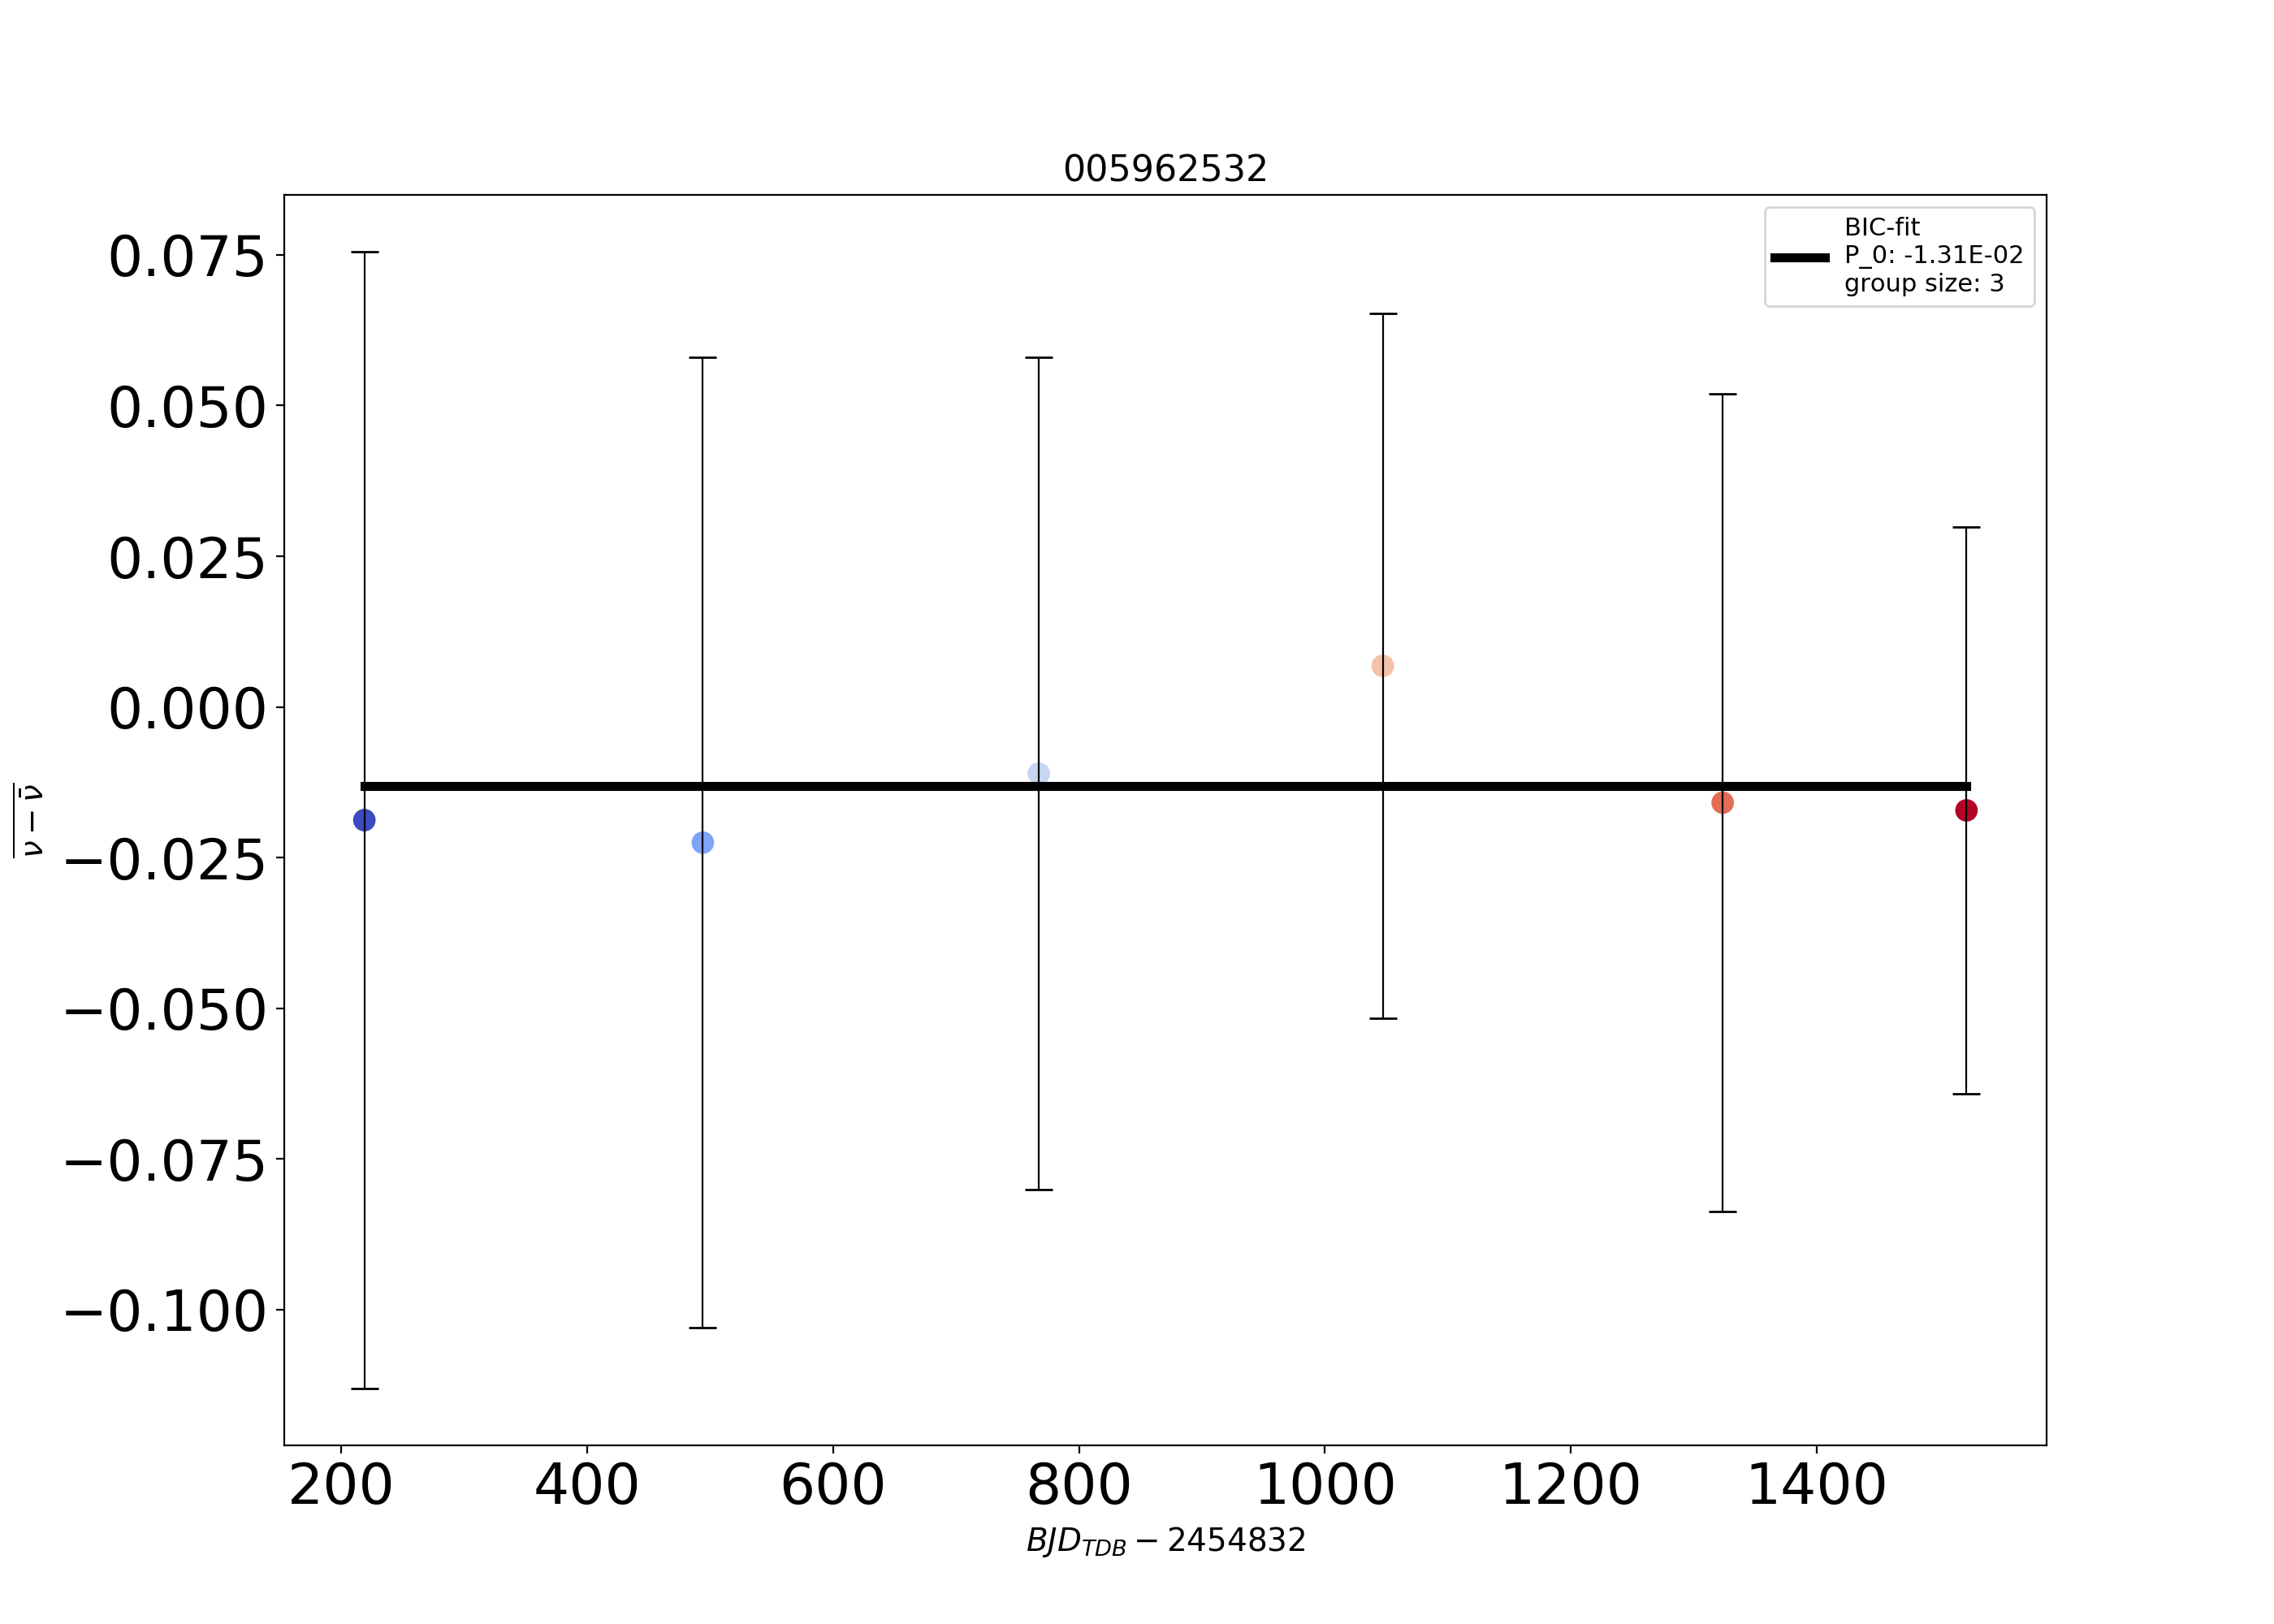 005962532
BIC-fit
P_0: -1.31E-02
group size: 3
0.075
0.050
0.025
0.000
−0.025
−0.050
−0.075
−0.100
ν − ν̄
200 400 600 800 1000 1200 1400
BJD_TDB − 2454832